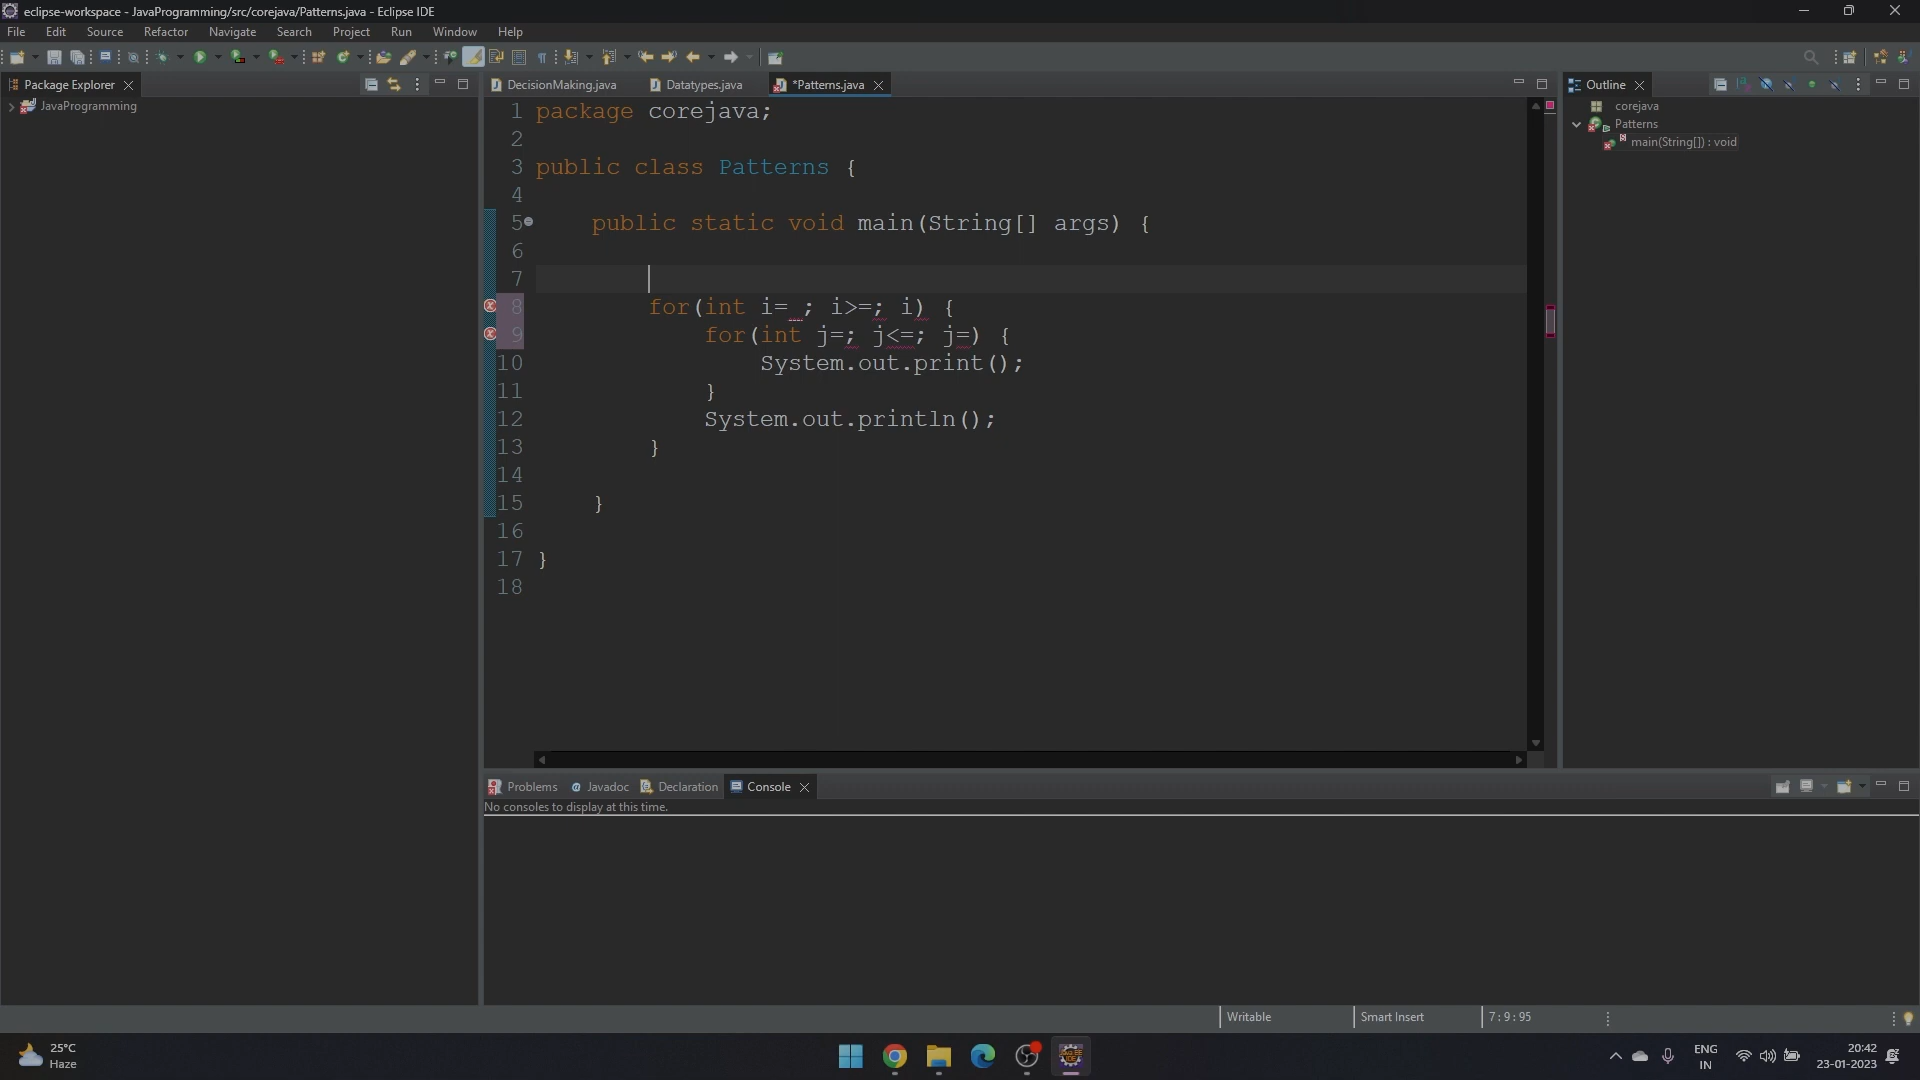 eclipse-workspace - JavaProgramming/src/corejava/Patterns.java - Eclipse IDE
File Edit Source Refactor Navigate Search Project Run Window Help
Package Explorer
JavaProgramming
DecisionMaking.java Datatypes.java *Patterns.java
1 package corejava;
2
3 public class Patterns {
4
5 public static void main(String[] args) {
6
7
8 for(int i= ; i>=; i) {
9 for(int j=; j<=; j=) {
10 System.out.print();
11 }
12 System.out.println();
13 }
14
15 }
16
17 }
18
Outline
corejava
Patterns
main(String[]) : void
Problems Javadoc Declaration Console
No consoles to display at this time.
Writable Smart Insert 7 : 9 : 95
25°C
Haze
ENG
IN
20:42
23-01-2023